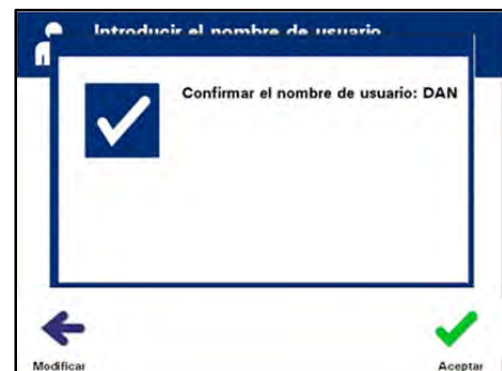 Introducir el nombre de usuario
Confirmar el nombre de usuario: DAN
Modificar
Aceptar